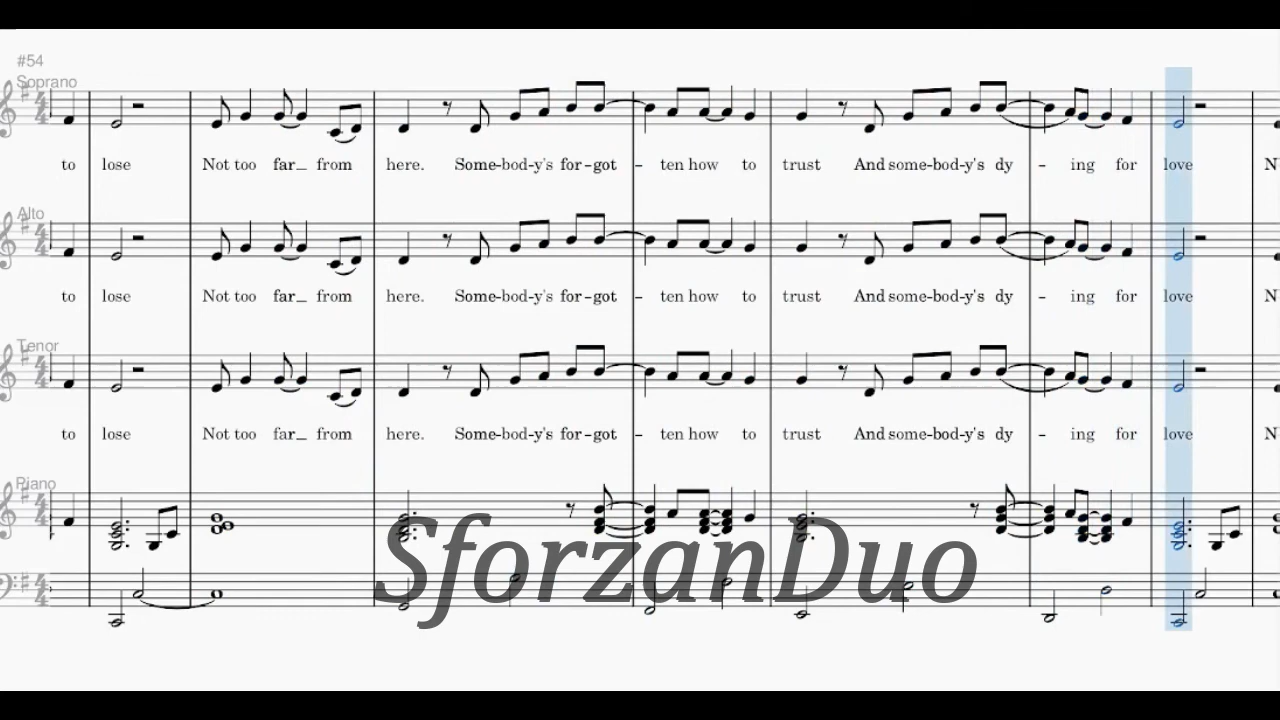 #54
Soprano
to lose Not too far_ from here. Some-bod-y's for-got - ten how to trust And some-bod-y's dy - ing for love N
Alto
to lose Not too far_ from here. Some-bod-y's for-got - ten how to trust And some-bod-y's dy - ing for love N
Tenor
to lose Not too far_ from here. Some-bod-y's for-got - ten how to trust And some-bod-y's dy - ing for love N
Piano
SforzanDuo